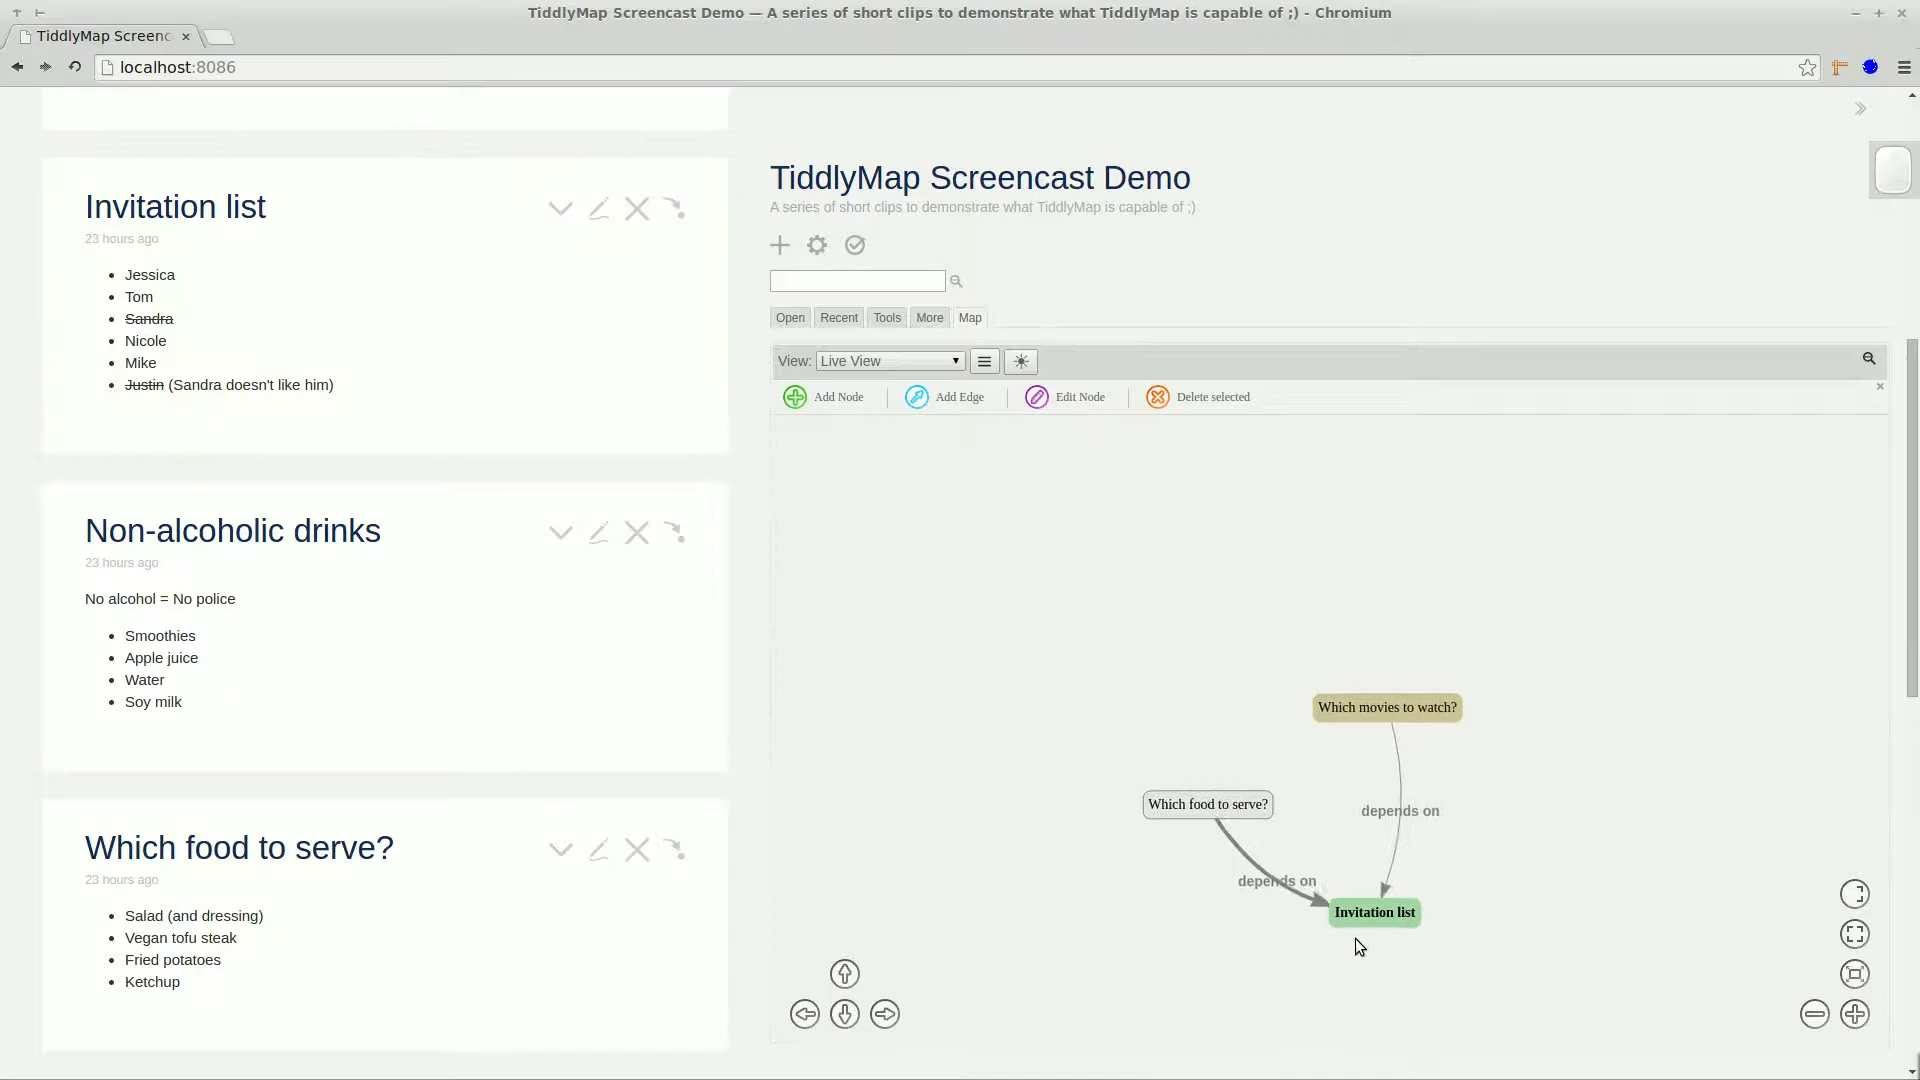 TiddlyMap Screencast Demo — A series of short clips to demonstrate what TiddlyMap is capable of ;) - Chromium
TiddlyMap Screenc
localhost:8086
Invitation list
23 hours ago
Jessica
Tom
Sandra
Nicole
Mike
Justin (Sandra doesn't like him)
Non-alcoholic drinks
23 hours ago
No alcohol = No police
Smoothies
Apple juice
Water
Soy milk
Which food to serve?
23 hours ago
Salad (and dressing)
Vegan tofu steak
Fried potatoes
Ketchup
TiddlyMap Screencast Demo
A series of short clips to demonstrate what TiddlyMap is capable of ;)
Open Recent Tools More Map
View: Live View
Add Node Add Edge Edit Node Delete selected
Which movies to watch?
Which food to serve?
depends on
depends on
Invitation list